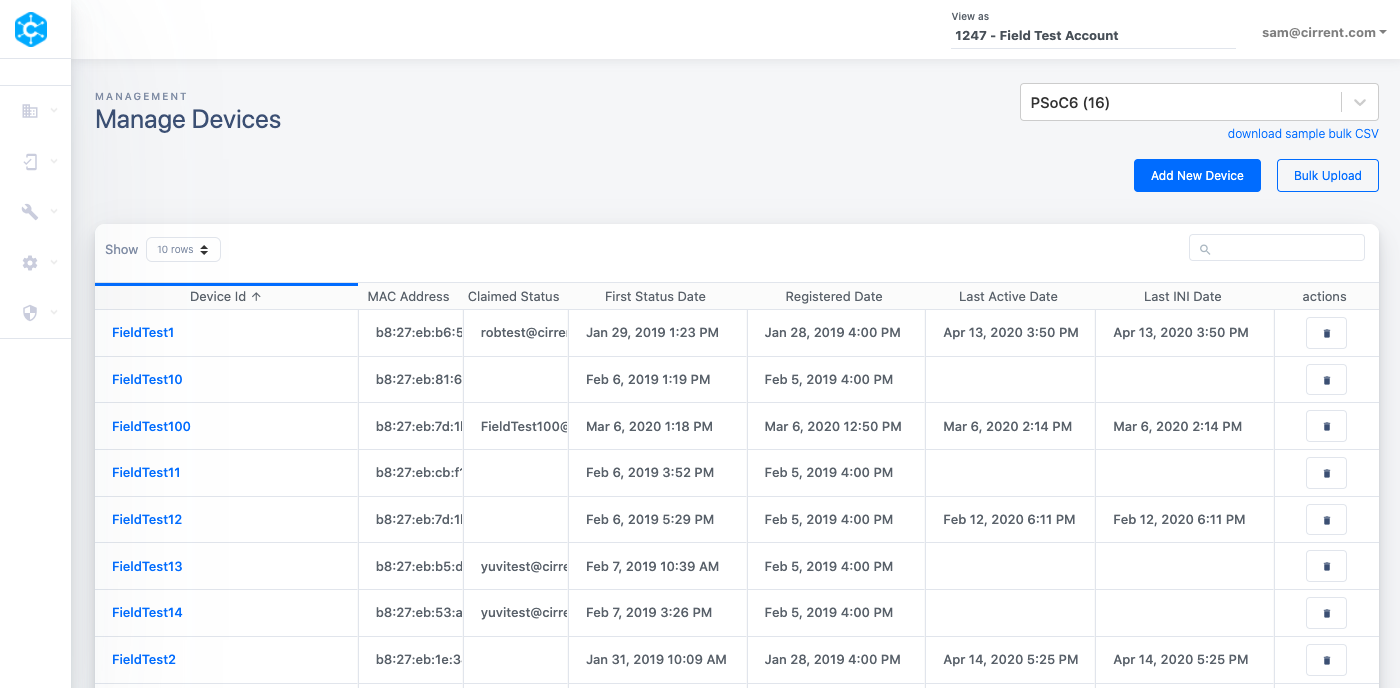 View as
1247 - Field Test Account
sam@cirrent.com
MANAGEMENT
Manage Devices
PSoC6 (16)
download sample bulk CSV
Add New Device
Bulk Upload
Show 10 rows
Device Id ↑ MAC Address Claimed Status First Status Date Registered Date Last Active Date Last INI Date actions
FieldTest1 b8:27:eb:b6:5 robtest@cirre Jan 29, 2019 1:23 PM Jan 28, 2019 4:00 PM Apr 13, 2020 3:50 PM Apr 13, 2020 3:50 PM
FieldTest10 b8:27:eb:81:6 Feb 6, 2019 1:19 PM Feb 5, 2019 4:00 PM
FieldTest100 b8:27:eb:7d:1 FieldTest100@ Mar 6, 2020 1:18 PM Mar 6, 2020 12:50 PM Mar 6, 2020 2:14 PM Mar 6, 2020 2:14 PM
FieldTest11 b8:27:eb:cb:f Feb 6, 2019 3:52 PM Feb 5, 2019 4:00 PM
FieldTest12 b8:27:eb:7d:1 Feb 6, 2019 5:29 PM Feb 5, 2019 4:00 PM Feb 12, 2020 6:11 PM Feb 12, 2020 6:11 PM
FieldTest13 b8:27:eb:b5:d yuvitest@cirre Feb 7, 2019 10:39 AM Feb 5, 2019 4:00 PM
FieldTest14 b8:27:eb:53:a yuvitest@cirre Feb 7, 2019 3:26 PM Feb 5, 2019 4:00 PM
FieldTest2 b8:27:eb:1e:3 Jan 31, 2019 10:09 AM Jan 28, 2019 4:00 PM Apr 14, 2020 5:25 PM Apr 14, 2020 5:25 PM